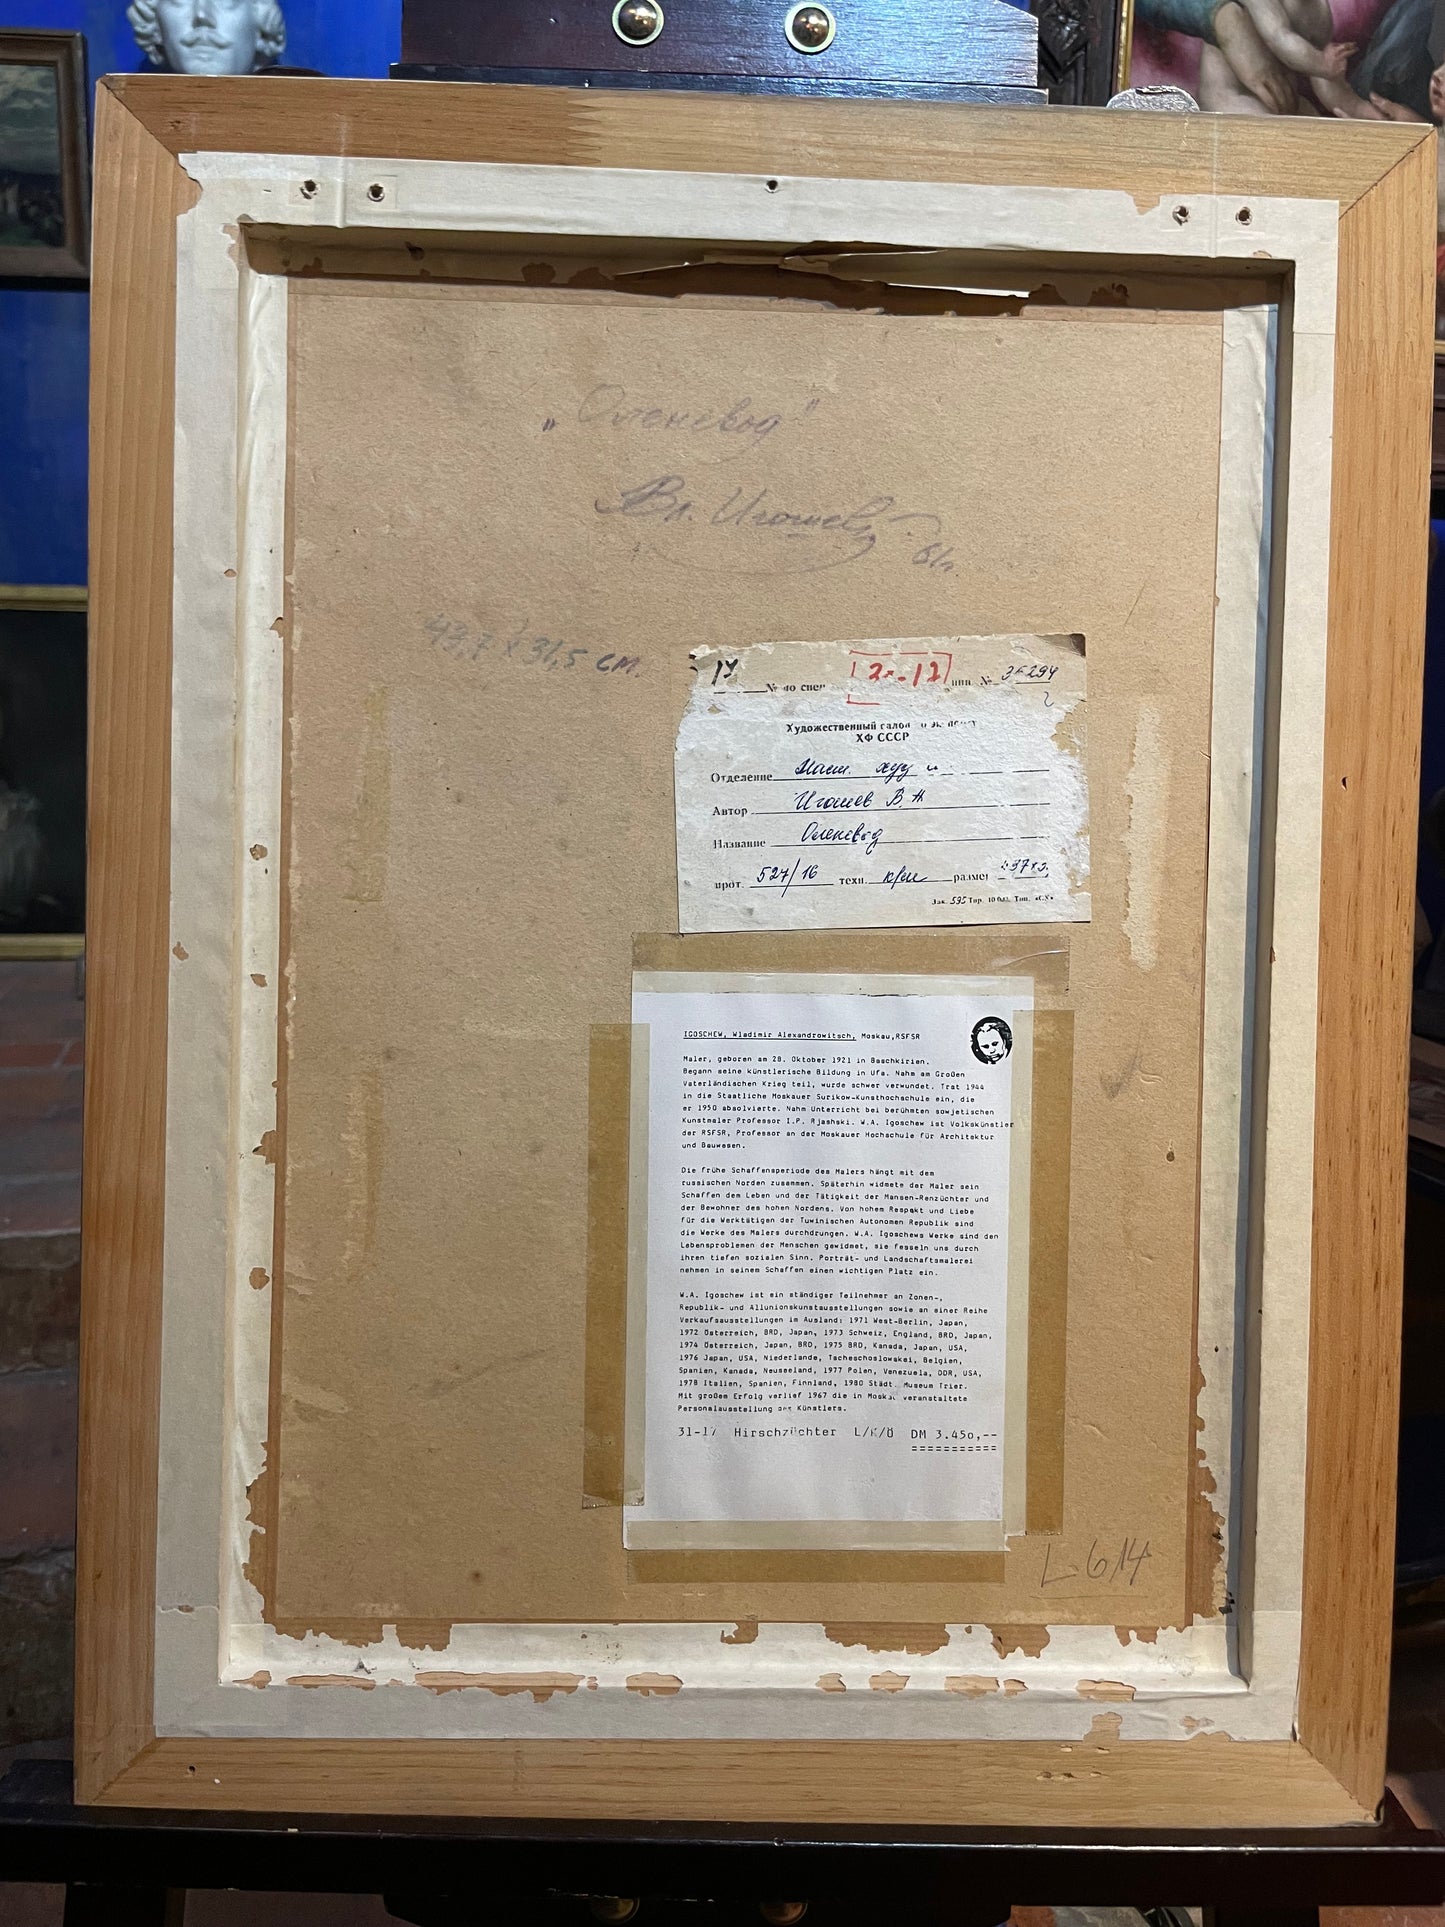 „Оленевод"
Вл. Игошев
61г.
43,7 х 31,5 см.
17 № по спец 31-17 инв. № 35294
Художественный салон по экспорту
ХФ СССР
Отделение
Автор Игошев В.А
Название Оленевод
прот. 527/16 техн. размер
Зак. 595 Тир. Тип. «СХ»
IGOSCHEW, Wladimir Alexandrowitsch, Moskau,RSFSR
Maler, geboren am 28. Oktober 1921 in Baschkirien.
Begann seine künstlerische Bildung in Ufa. Nahm am Großen
Vaterländischen Krieg teil, wurde schwer verwundet. Trat 1944
in die Staatliche Moskauer Surikow-Kunsthochschule ein, die
er 1950 absolvierte. Nahm Unterricht bei berühmten sowjetischen
Kunstmaler Professor I.P. Rjashski. W.A. Igoschew ist Volkskünstler
der RSFSR, Professor an der Moskauer Hochschule für Architektur
und Bauwesen.
Die frühe Schaffensperiode des Malers hängt mit dem
russischen Norden zusammen. Späterhin widmete der Maler sein
Schaffen dem Leben und der Tätigkeit der Mansen-Renzüchter und
der Bewohner des hohen Nordens. Von hohem Respekt und Liebe
für die Werktätigen der Tuwinischen Autonomen Republik sind
die Werke des Malers durchdrungen. W.A. Igoschews Werke sind den
Lebensproblemen der Menschen gewidmet, sie fesseln uns durch
ihren tiefen sozialen Sinn. Porträt- und Landschaftsmalerei
nehmen in seinem Schaffen einen wichtigen Platz ein.
W.A. Igoschew ist ein ständiger Teilnehmer an Zonen-,
Republik- und Allunionskunstausstellungen sowie an einer Reihe
Verkaufsausstellungen im Ausland: 1971 West-Berlin, Japan,
1972 Österreich, BRD, Japan, 1973 Schweiz, England, BRD, Japan,
1974 Österreich, Japan, BRD, 1975 BRD, Kanada, Japan, USA,
1976 Japan, USA, Niederlande, Tschechoslowakei, Belgien,
Spanien, Kanada, Neuseeland, 1977 Polen, Venezuela, DDR, USA,
1978 Italien, Spanien, Finnland, 1980 Städt. Museum Trier.
Mit großem Erfolg verlief 1967 die in Moskau veranstaltete
Personalausstellung des Künstlers.
31-17 Hirschzüchter L/K/Ö DM 3.450,--
L.614